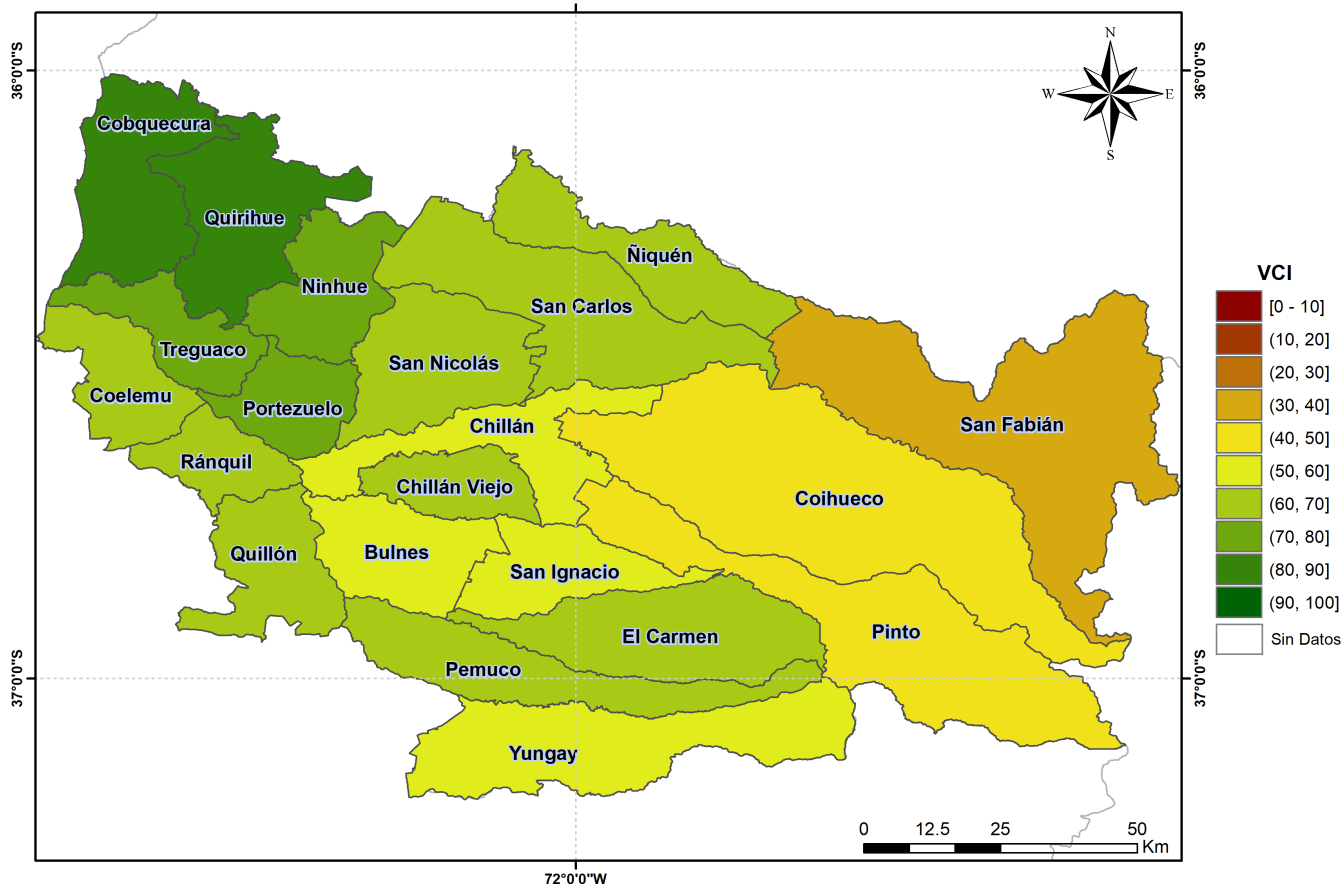 36°0'0"S
36°0'0"S
N
W
E
S
Cobquecura
Quirihue
Ñiquén
Ninhue
San Carlos
Treguaco
San Nicolás
Coelemu
Portezuelo
Chillán
San Fabián
Ránquil
Chillán Viejo
Coihueco
Quillón
Bulnes
San Ignacio
El Carmen
Pinto
Pemuco
Yungay
37°0'0"S
37°0'0"S
72°0'0"W
0 12.5 25 50
Km
VCI
[0 - 10]
(10, 20]
(20, 30]
(30, 40]
(40, 50]
(50, 60]
(60, 70]
(70, 80]
(80, 90]
(90, 100]
Sin Datos